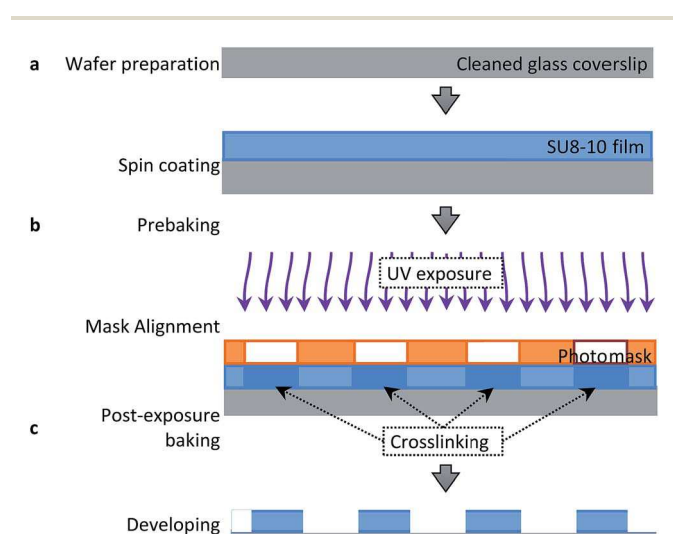 a Wafer preparation Cleaned glass coverslip
SU8-10 film
Spin coating
b Prebaking
UV exposure
Mask Alignment
Photomask
Post-exposure
c baking
Crosslinking
Developing